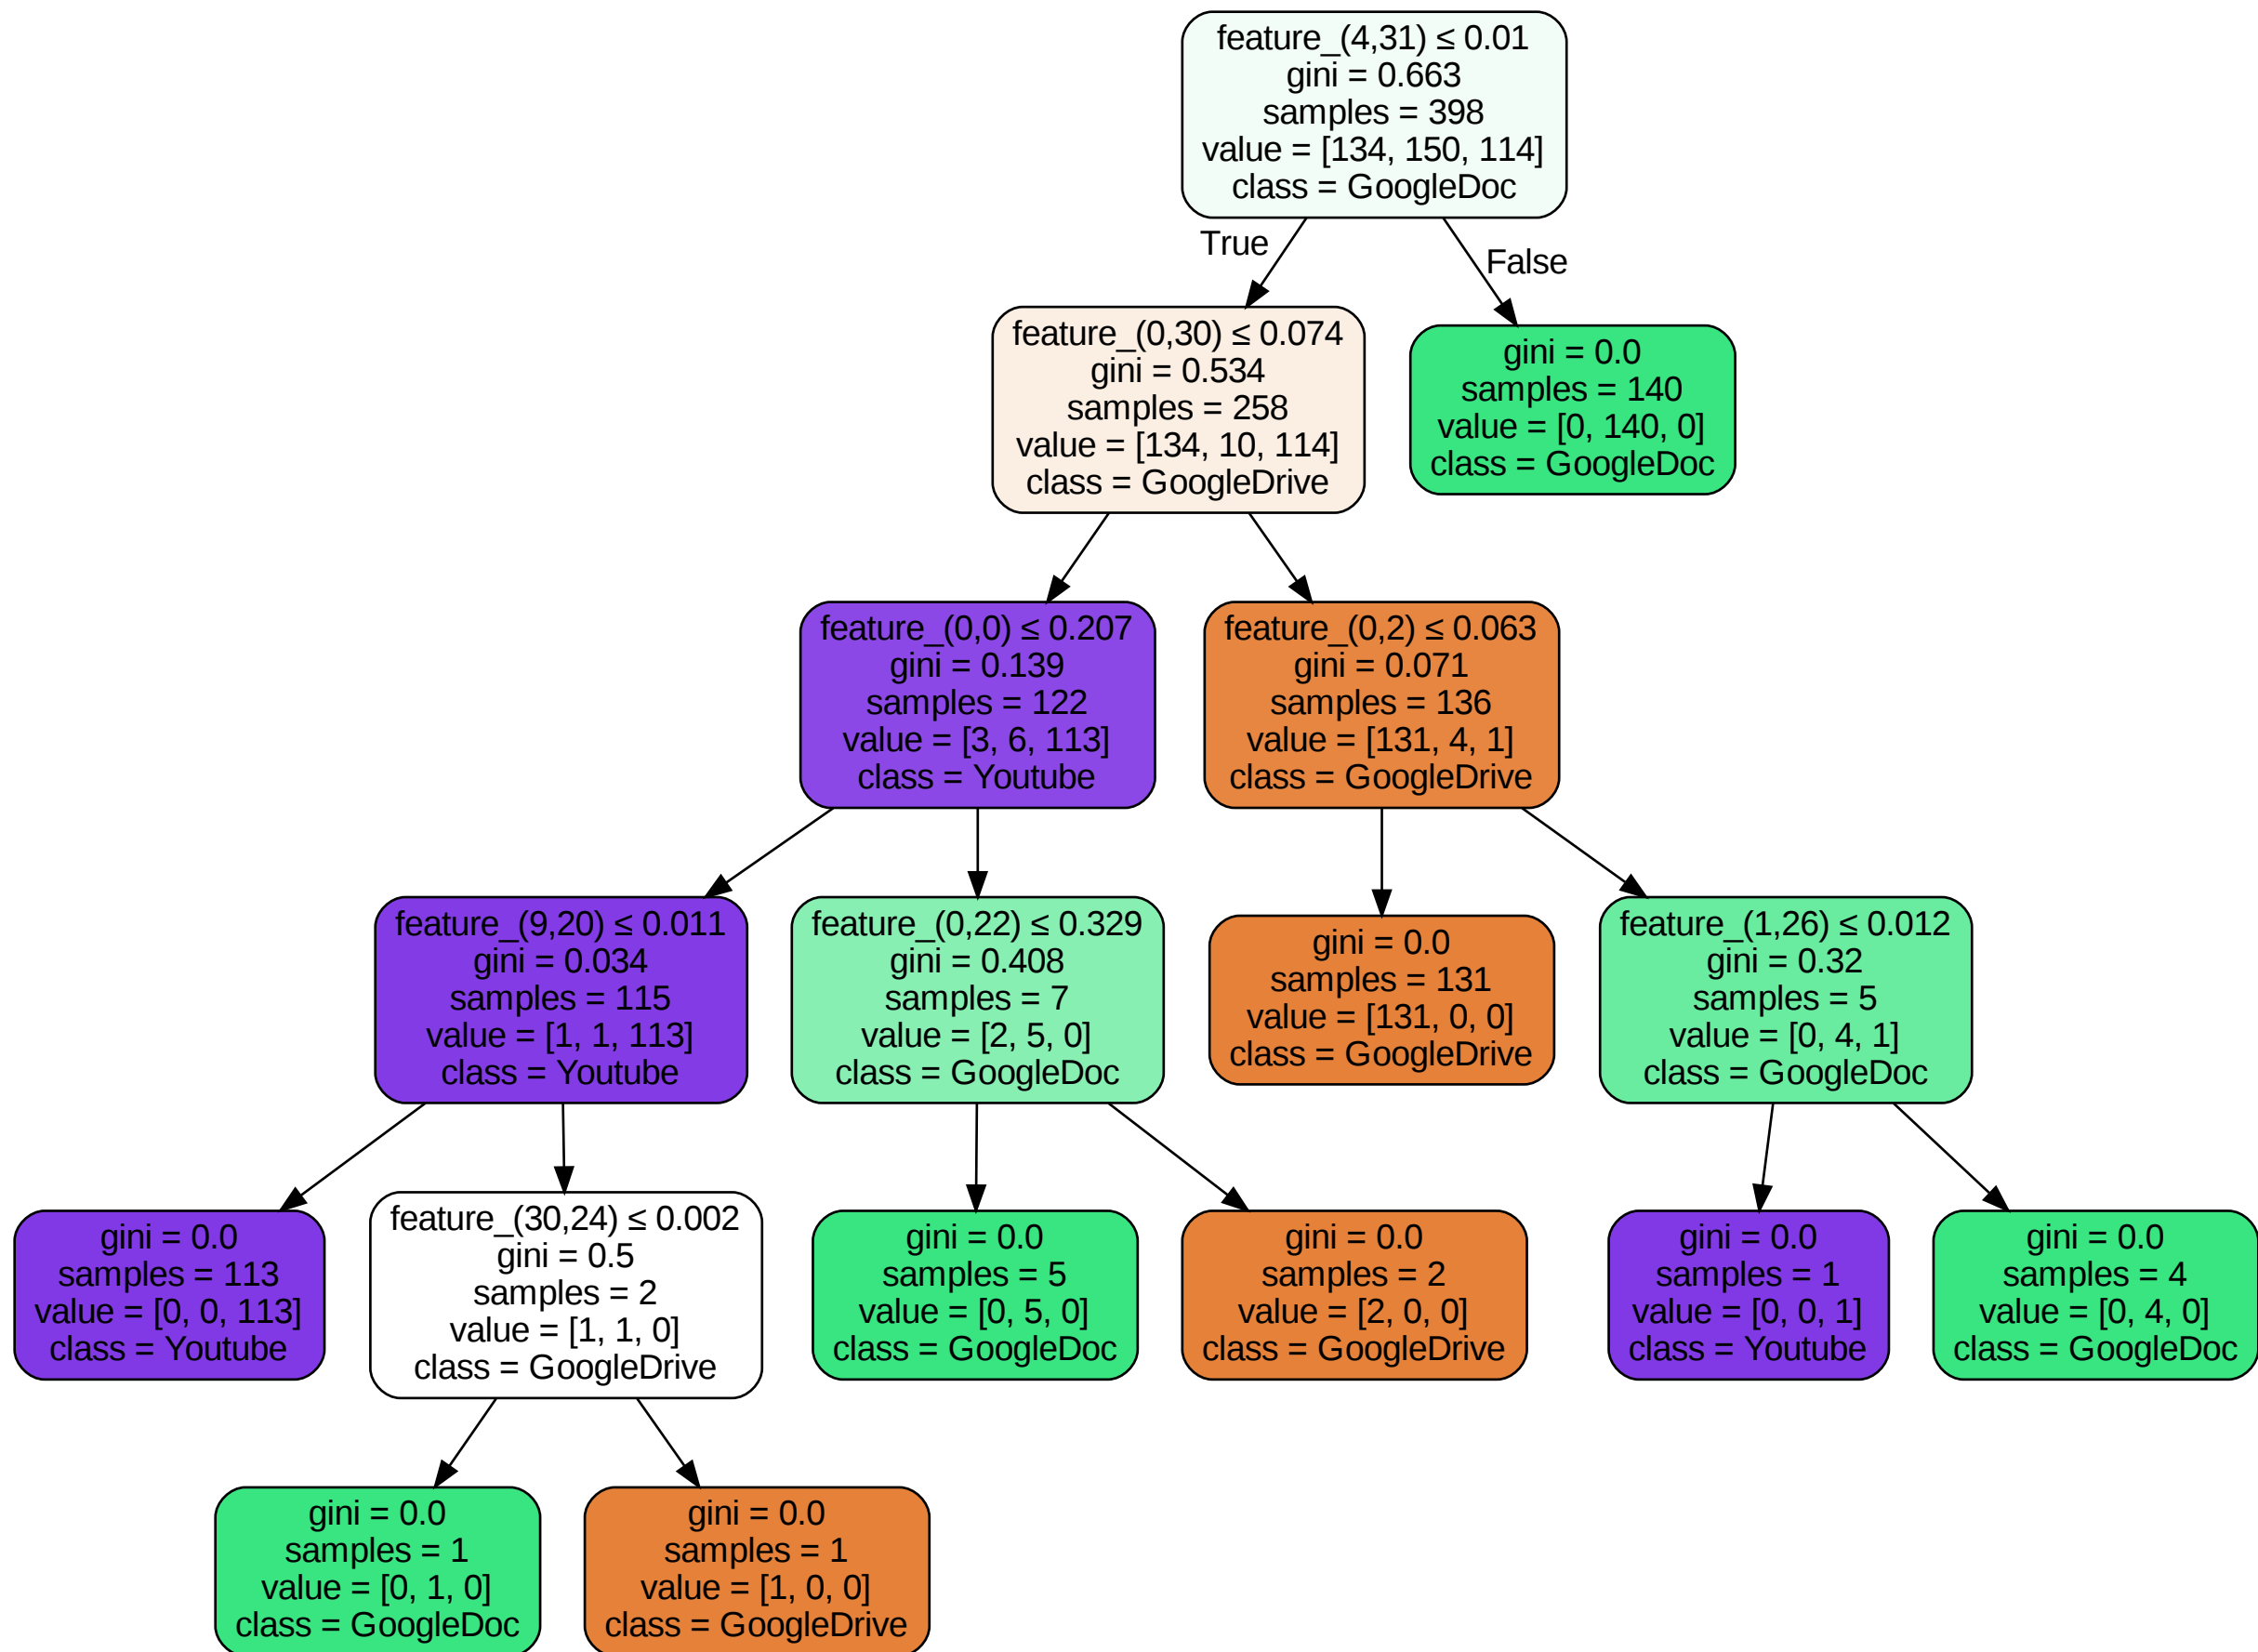 feature_(4,31) ≤ 0.01
gini = 0.663
samples = 398
value = [134, 150, 114]
class = GoogleDoc
True
False
feature_(0,30) ≤ 0.074
gini = 0.534
samples = 258
value = [134, 10, 114]
class = GoogleDrive
gini = 0.0
samples = 140
value = [0, 140, 0]
class = GoogleDoc
feature_(0,0) ≤ 0.207
gini = 0.139
samples = 122
value = [3, 6, 113]
class = Youtube
feature_(0,2) ≤ 0.063
gini = 0.071
samples = 136
value = [131, 4, 1]
class = GoogleDrive
feature_(9,20) ≤ 0.011
gini = 0.034
samples = 115
value = [1, 1, 113]
class = Youtube
feature_(0,22) ≤ 0.329
gini = 0.408
samples = 7
value = [2, 5, 0]
class = GoogleDoc
gini = 0.0
samples = 131
value = [131, 0, 0]
class = GoogleDrive
feature_(1,26) ≤ 0.012
gini = 0.32
samples = 5
value = [0, 4, 1]
class = GoogleDoc
gini = 0.0
samples = 113
value = [0, 0, 113]
class = Youtube
feature_(30,24) ≤ 0.002
gini = 0.5
samples = 2
value = [1, 1, 0]
class = GoogleDrive
gini = 0.0
samples = 5
value = [0, 5, 0]
class = GoogleDoc
gini = 0.0
samples = 2
value = [2, 0, 0]
class = GoogleDrive
gini = 0.0
samples = 1
value = [0, 0, 1]
class = Youtube
gini = 0.0
samples = 4
value = [0, 4, 0]
class = GoogleDoc
gini = 0.0
samples = 1
value = [0, 1, 0]
class = GoogleDoc
gini = 0.0
samples = 1
value = [1, 0, 0]
class = GoogleDrive